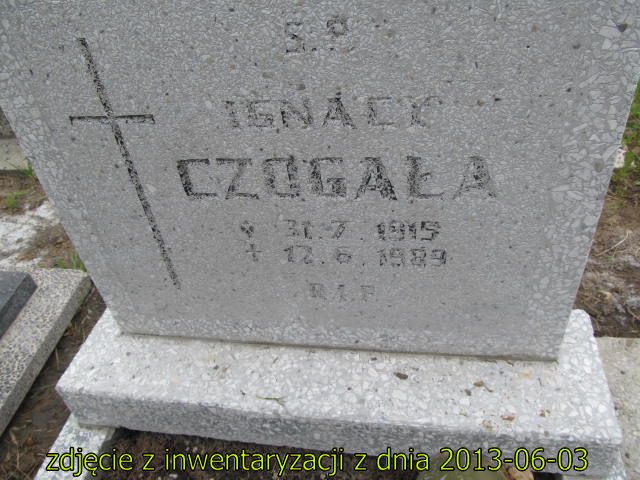 Ś.P.
IGNACY
CZOGAŁA
* 31.7.1915
+ 12.6.1989
R.I.P
zdjęcie z inwentaryzacji z dnia 2013-06-03